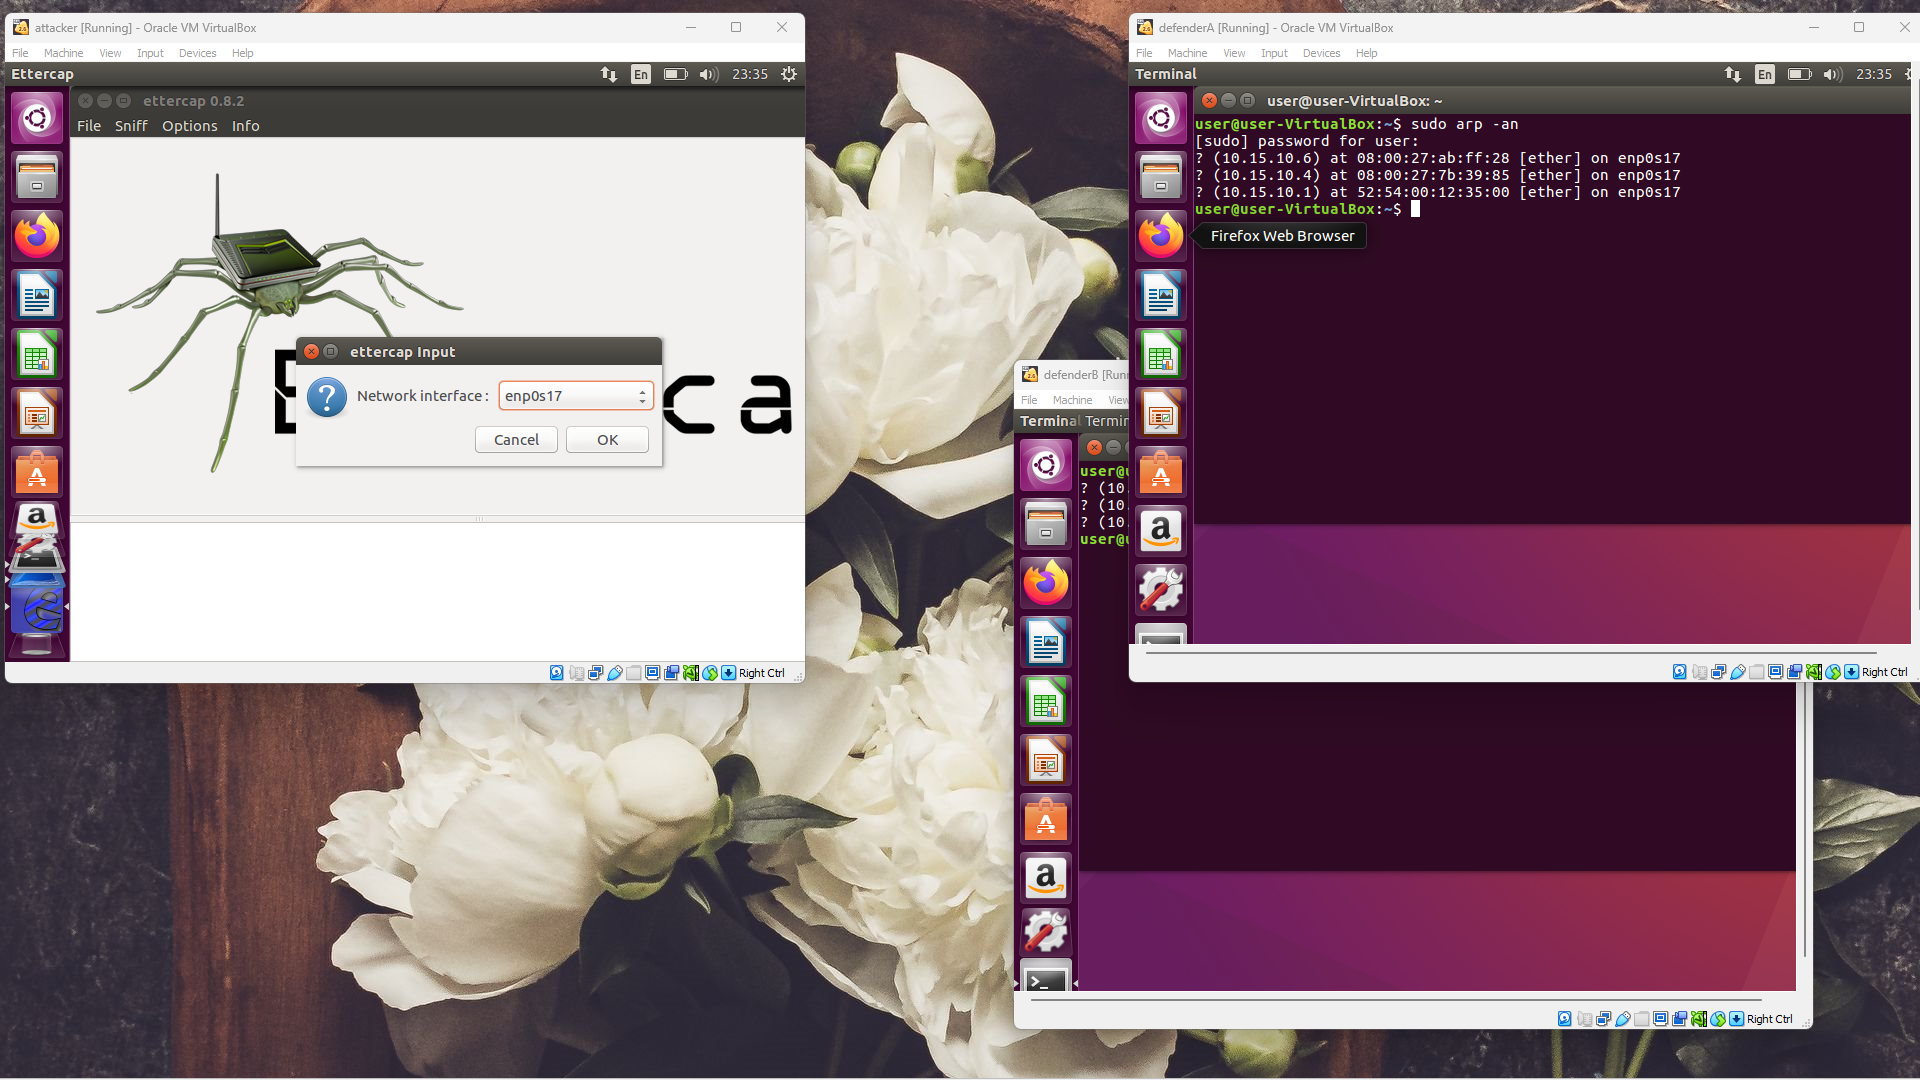 attacker [Running] - Oracle VM VirtualBox
File Machine View Input Devices Help
Ettercap
En
23:35
ettercap 0.8.2
File Sniff Options Info
ettercap Input
Network interface : enp0s17
Cancel OK
ca
Right Ctrl
defenderA [Running] - Oracle VM VirtualBox
File Machine View Input Devices Help
Terminal
En
23:35
user@user-VirtualBox: ~
user@user-VirtualBox:~$ sudo arp -an
[sudo] password for user:
? (10.15.10.6) at 08:00:27:ab:ff:28 [ether] on enp0s17
? (10.15.10.4) at 08:00:27:7b:39:85 [ether] on enp0s17
? (10.15.10.1) at 52:54:00:12:35:00 [ether] on enp0s17
user@user-VirtualBox:~$
Firefox Web Browser
Right Ctrl
defenderB [Runn
File Machine View
Terminal Termin
user@u
? (10.
? (10.
? (10.
user@u
Right Ctrl